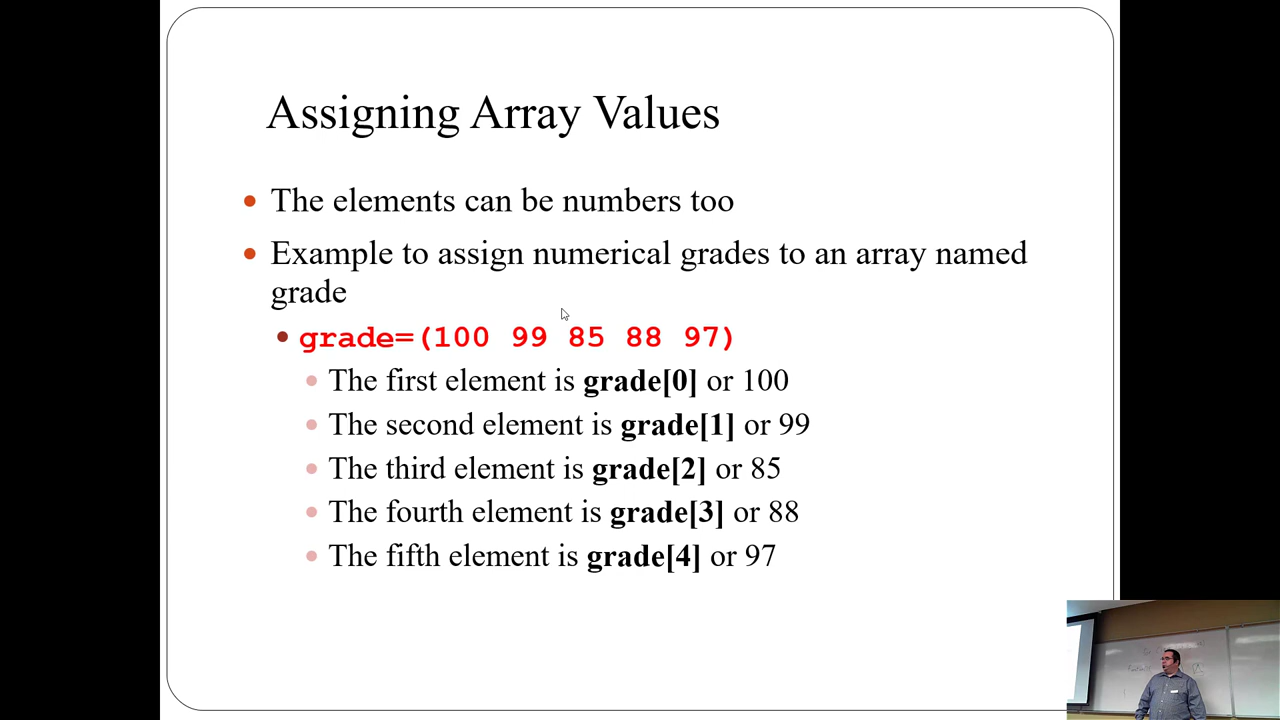 Assigning Array Values
The elements can be numbers too
Example to assign numerical grades to an array named
grade
grade=(100 99 85 88 97)
The first element is grade[0] or 100
The second element is grade[1] or 99
The third element is grade[2] or 85
The fourth element is grade[3] or 88
The fifth element is grade[4] or 97